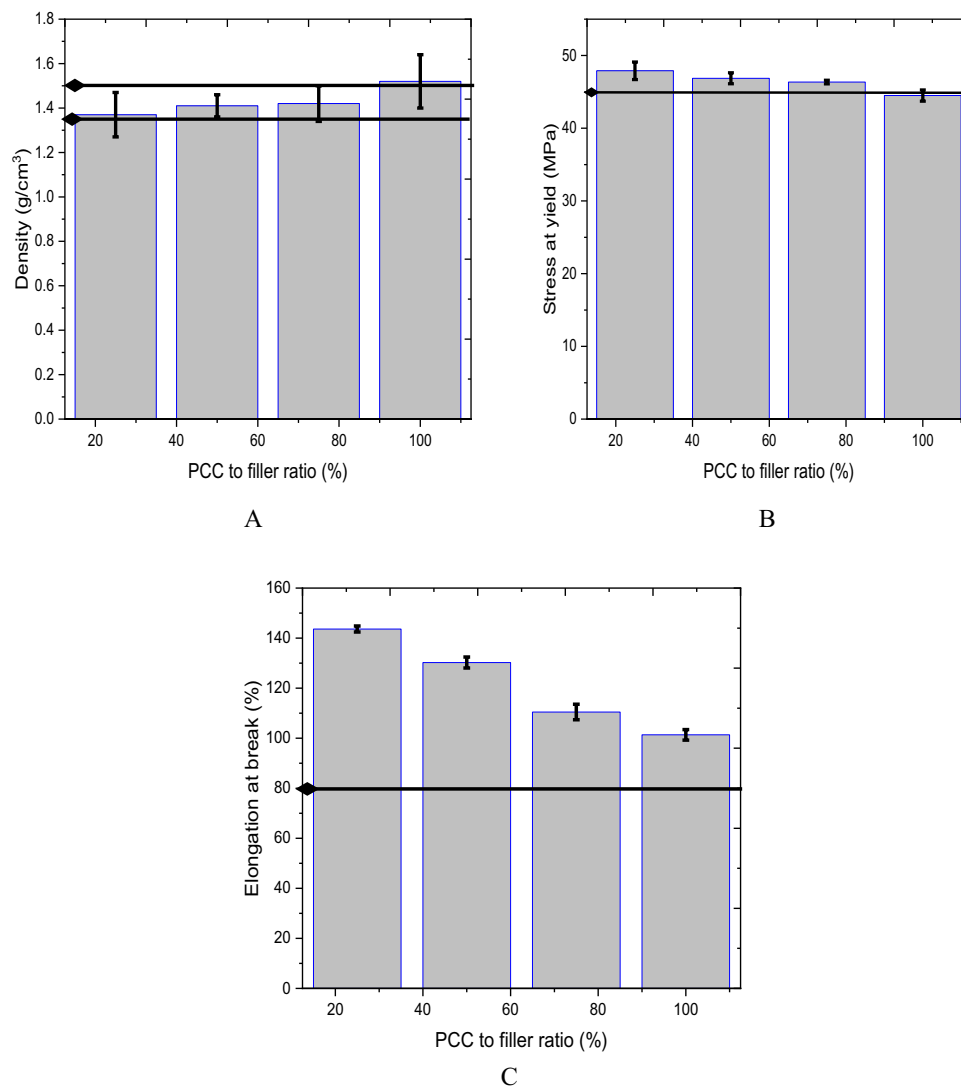 1.8
1.6
1.4
1.2
1.0
0.8
0.6
0.4
0.2
0.0
Density (g/cm³)
20 40 60 80 100
PCC to filler ratio (%)
A
50
40
30
20
10
0
Stress at yield (MPa)
20 40 60 80 100
PCC to filler ratio (%)
B
160
140
120
100
80
60
40
20
0
Elongation at break (%)
20 40 60 80 100
PCC to filler ratio (%)
C